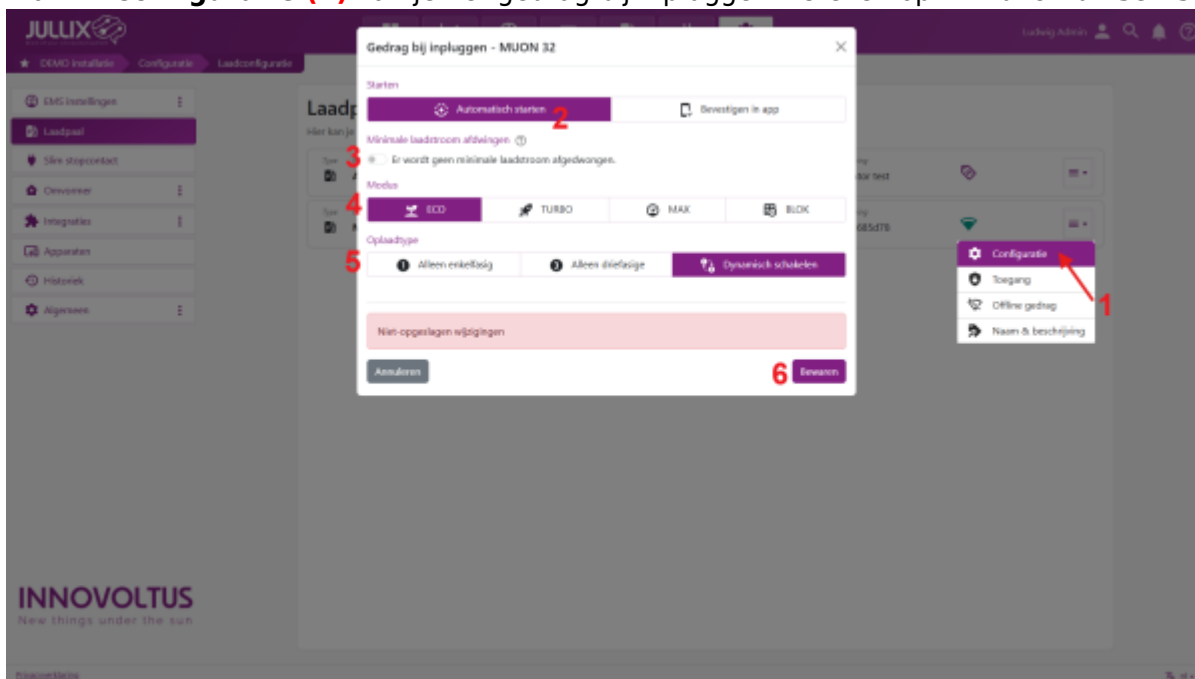 JULLIX
Ludwig Admin
DEMO Installatie
Configuratie
Laadconfiguratie
EMS instellingen
Laadpaal
Slim stopcontact
Omvormer
Integraties
Apparaten
Historiek
Algemeen
Gedrag bij inpluggen - MUON 32
Starten
Automatisch starten
Bevestigen in app
2
Minimale laadstroom afdwingen
3
Er wordt geen minimale laadstroom afgedwongen.
Modus
4
ECO
TURBO
MAX
BLOK
Oplaadtype
5
Alleen enkelfasig
Alleen driefasige
Dynamisch schakelen
Niet-opgeslagen wijzigingen
Annuleren
6
Bewaren
Configuratie
Toegang
1
Offline gedrag
Naam & beschrijving
INNOVOLTUS
New things under the sun
Privacyverklaring